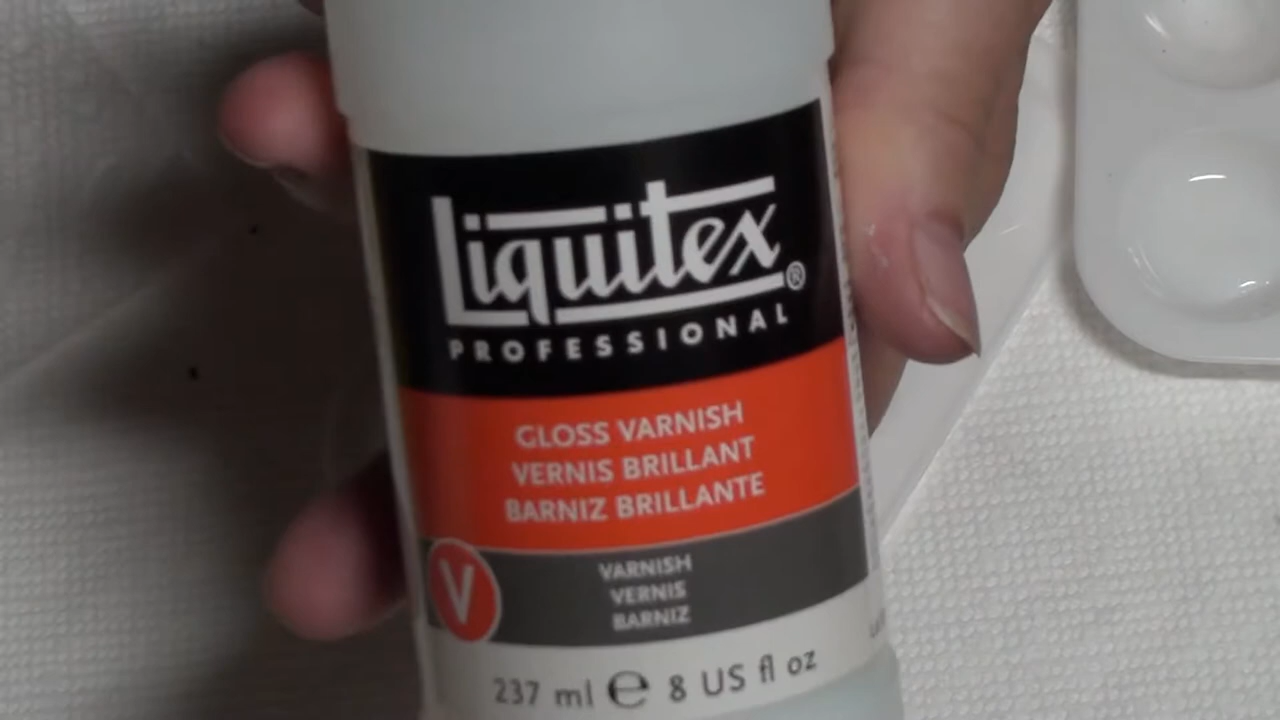 Liquitex®
PROFESSIONAL
GLOSS VARNISH
VERNIS BRILLANT
BARNIZ BRILLANTE
V
VARNISH
VERNIS
BARNIZ
237 ml ℮ 8 US fl oz